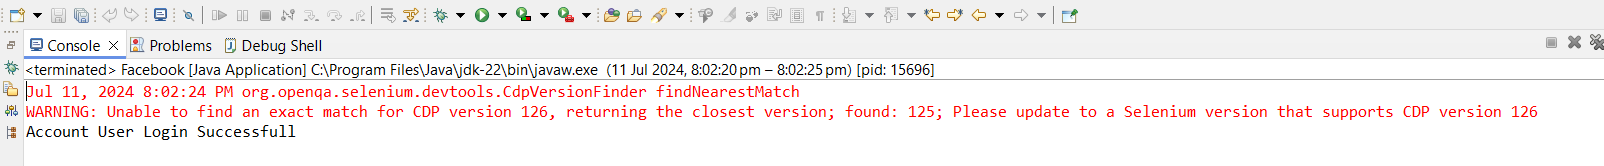 Console
Problems
Debug Shell
<terminated> Facebook [Java Application] C:\Program Files\Java\jdk-22\bin\javaw.exe (11 Jul 2024, 8:02:20 pm – 8:02:25 pm) [pid: 15696]
Jul 11, 2024 8:02:24 PM org.openqa.selenium.devtools.CdpVersionFinder findNearestMatch
WARNING: Unable to find an exact match for CDP version 126, returning the closest version; found: 125; Please update to a Selenium version that supports CDP version 126
Account User Login Successfull